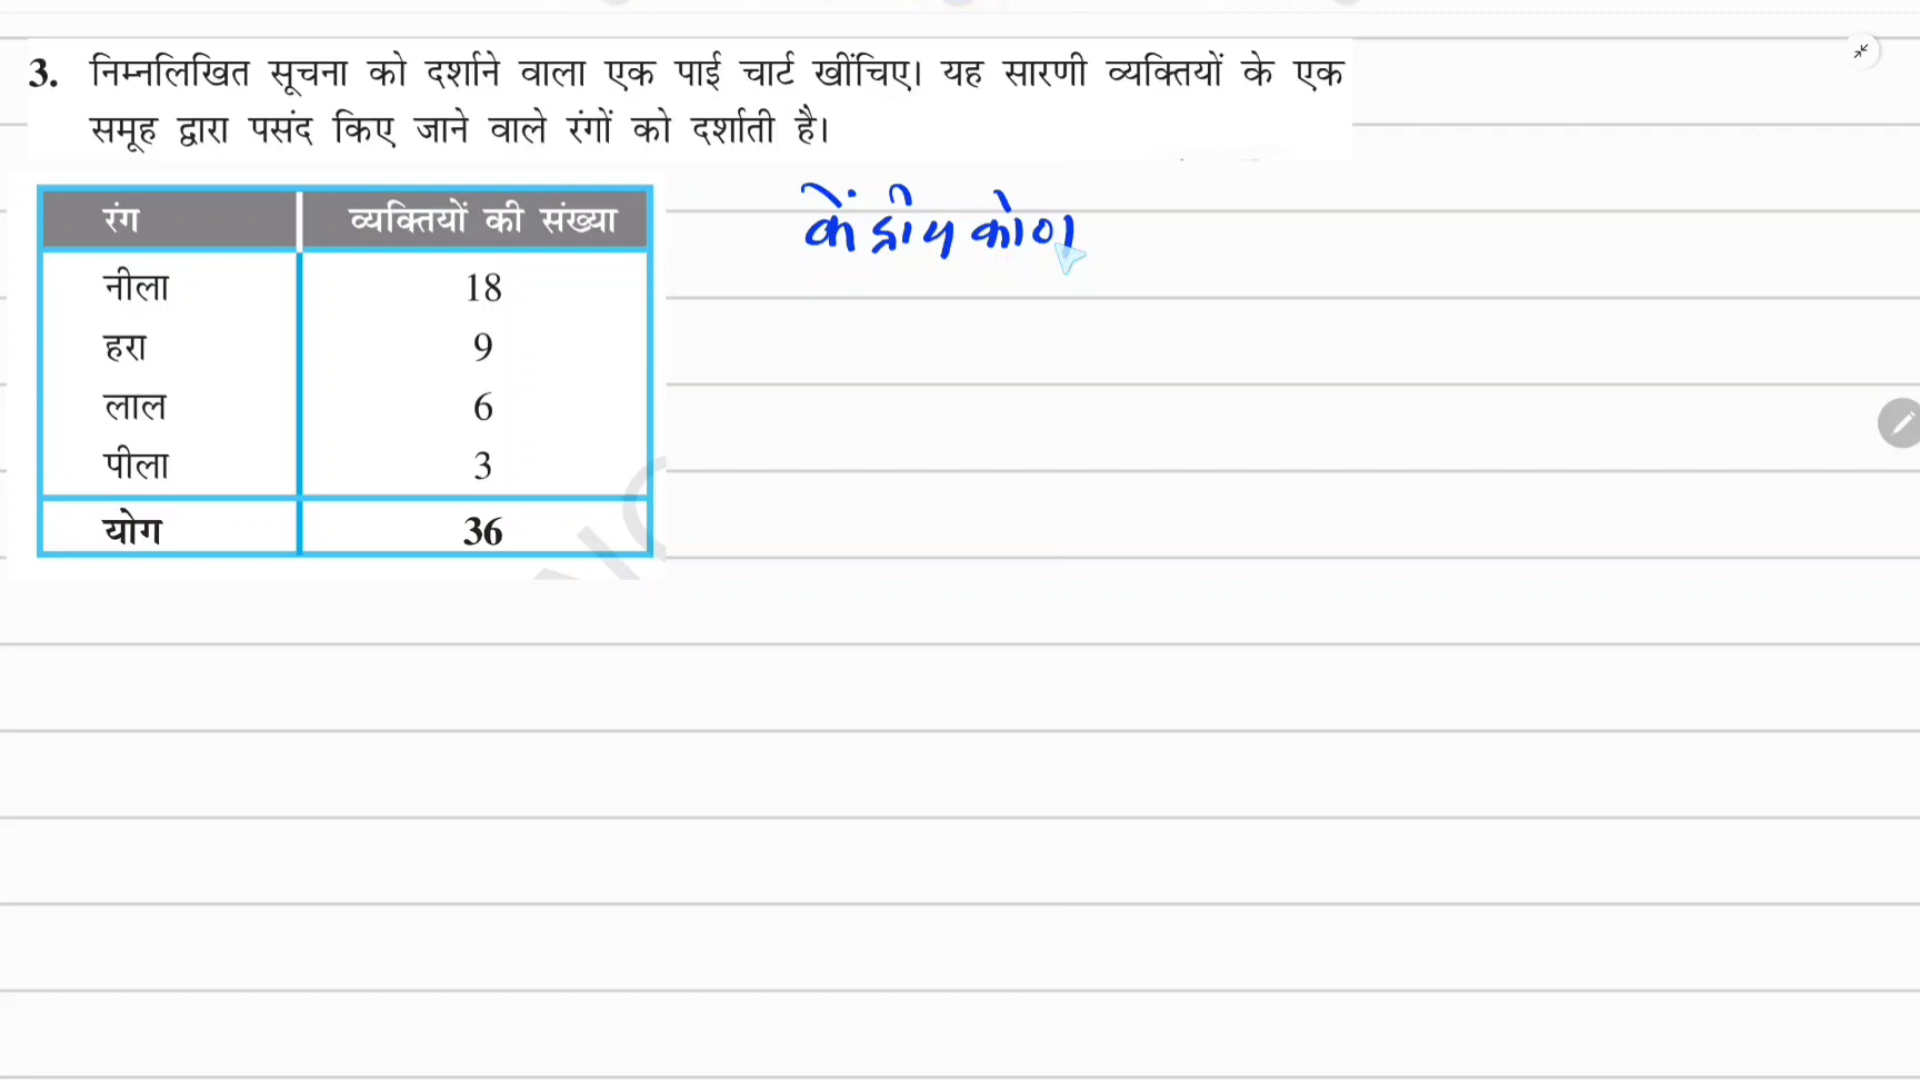 3. निम्नलिखित सूचना को दर्शाने वाला एक पाई चार्ट खींचिए। यह सारणी व्यक्तियों के एक
समूह द्वारा पसंद किए जाने वाले रंगों को दर्शाती है।
केंद्रीय कोण
रंग व्यक्तियों की संख्या
नीला 18
हरा 9
लाल 6
पीला 3
योग 36